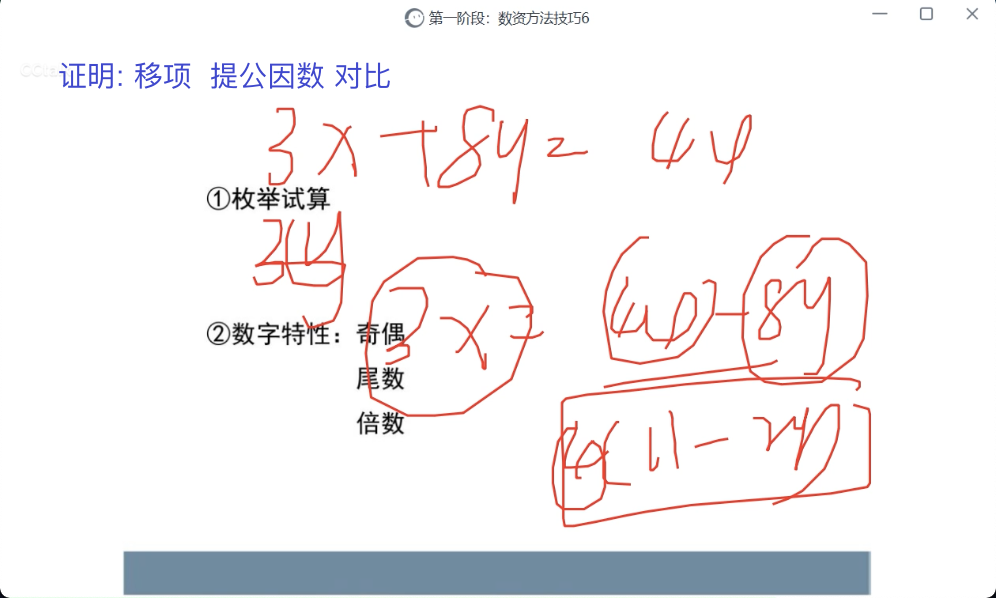 第一阶段：数资方法技巧6
证明: 移项 提公因数 对比
3x+8y=44
①枚举试算
3x=44-8y
②数字特性：奇偶
尾数
4(11-2y)
倍数